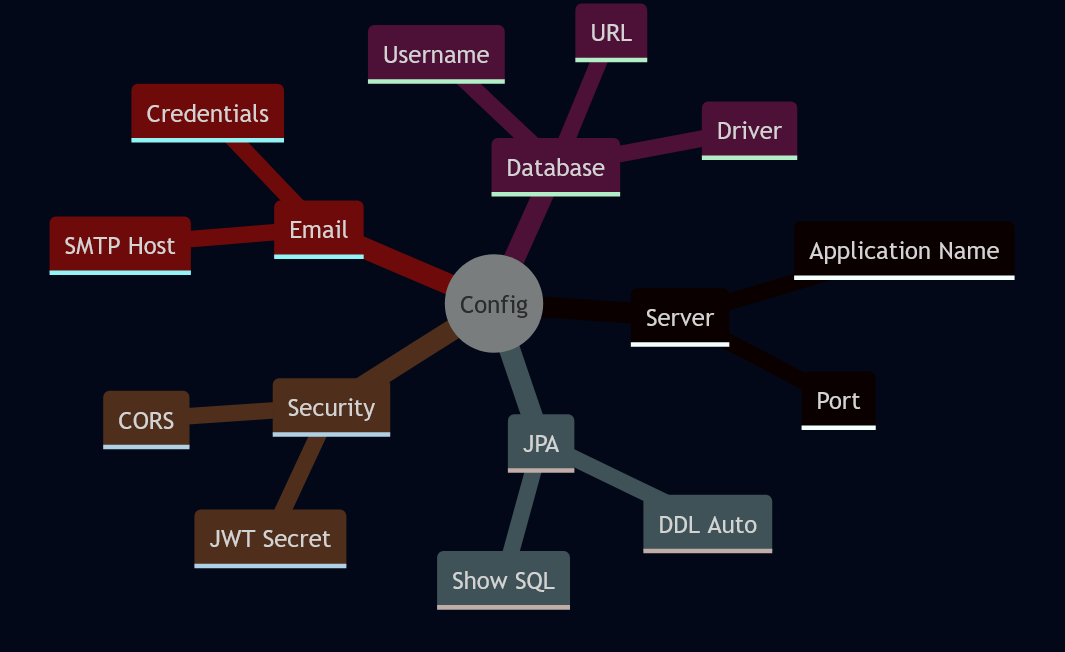 URL
Username
Credentials
Driver
Database
Email
SMTP Host
Application Name
Config
Server
Port
Security
CORS
JPA
DDL Auto
JWT Secret
Show SQL